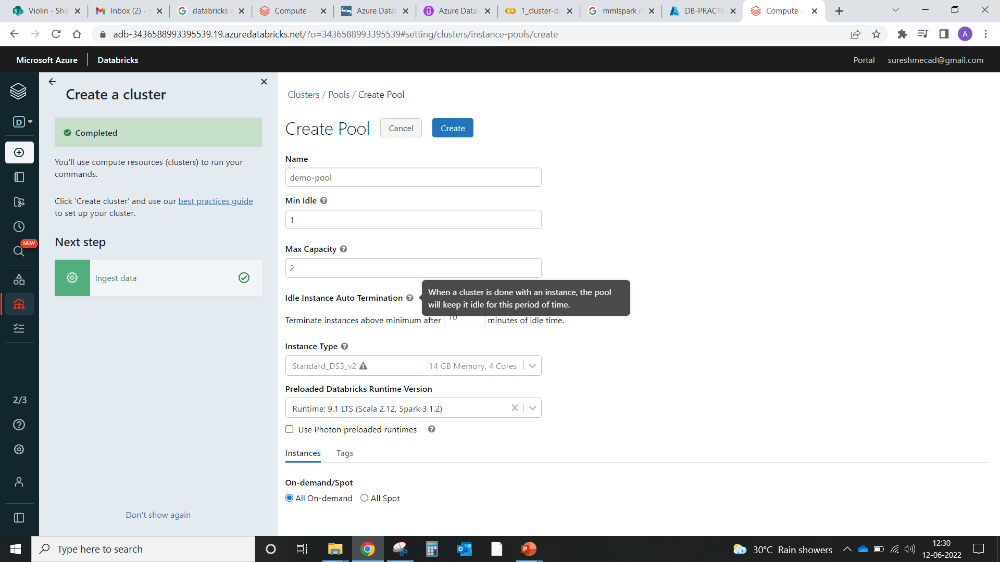 Violin - Sha
Inbox (2) - s
databricks w
Compute -
Azure Datab
Azure Datab
1_cluster-da
mmlspark m
DB-PRACTI
Compute -
adb-3436588993395539.19.azuredatabricks.net/?o=3436588993395539#setting/clusters/instance-pools/create
A
Microsoft Azure
Databricks
Portal
sureshmecad@gmail.com
Create a cluster
Completed
You'll use compute resources (clusters) to run your
commands.
Click 'Create cluster' and use our best practices guide
to set up your cluster.
Next step
Ingest data
Don't show again
D
NEW
2/3
Clusters / Pools / Create Pool
Create Pool
Cancel
Create
Name
demo-pool
Min Idle
1
Max Capacity
2
Idle Instance Auto Termination
When a cluster is done with an instance, the pool
will keep it idle for this period of time.
Terminate instances above minimum after 10 minutes of idle time.
Instance Type
Standard_DS3_v2 14 GB Memory, 4 Cores
Preloaded Databricks Runtime Version
Runtime: 9.1 LTS (Scala 2.12, Spark 3.1.2)
Use Photon preloaded runtimes
Instances
Tags
On-demand/Spot
All On-demand
All Spot
Type here to search
30°C Rain showers
12:30
12-06-2022